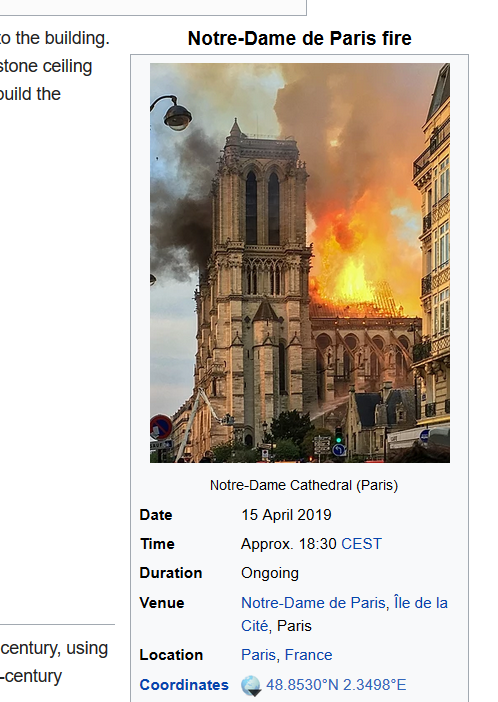 to the building.
stone ceiling
build the
Notre-Dame de Paris fire
Notre-Dame Cathedral (Paris)
Date 15 April 2019
Time Approx. 18:30 CEST
Duration Ongoing
Venue Notre-Dame de Paris, Île de la
Cité, Paris
Location Paris, France
Coordinates 48.8530°N 2.3498°E
century, using
-century